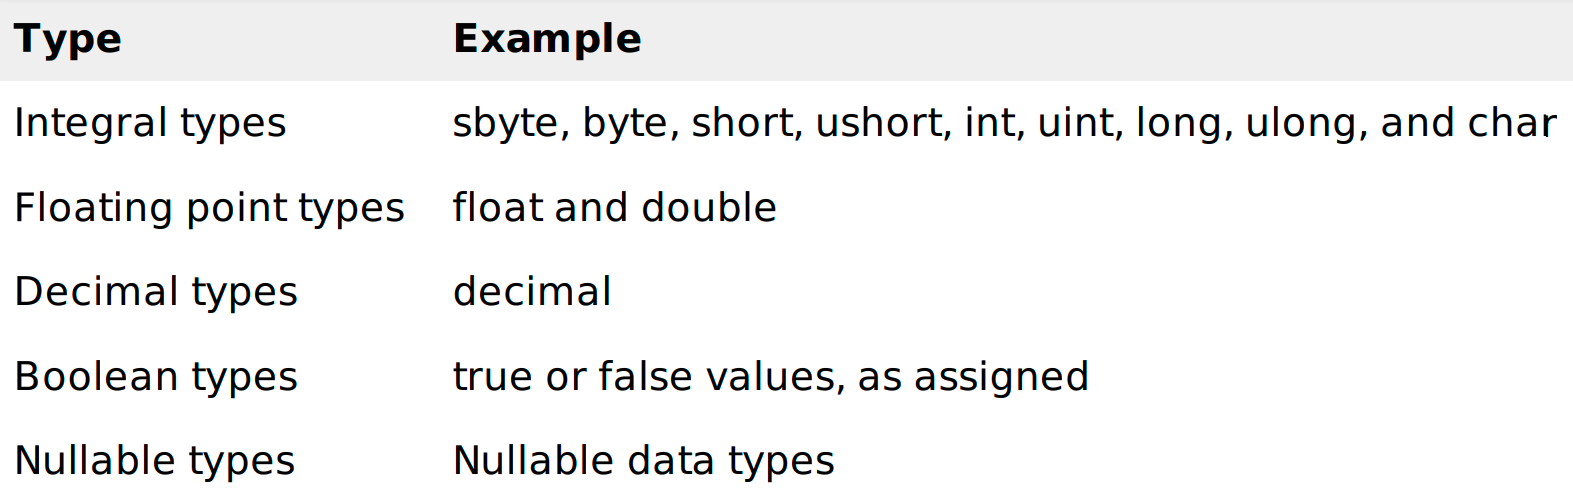 Type Example
Integral types sbyte, byte, short, ushort, int, uint, long, ulong, and char
Floating point types float and double
Decimal types decimal
Boolean types true or false values, as assigned
Nullable types Nullable data types